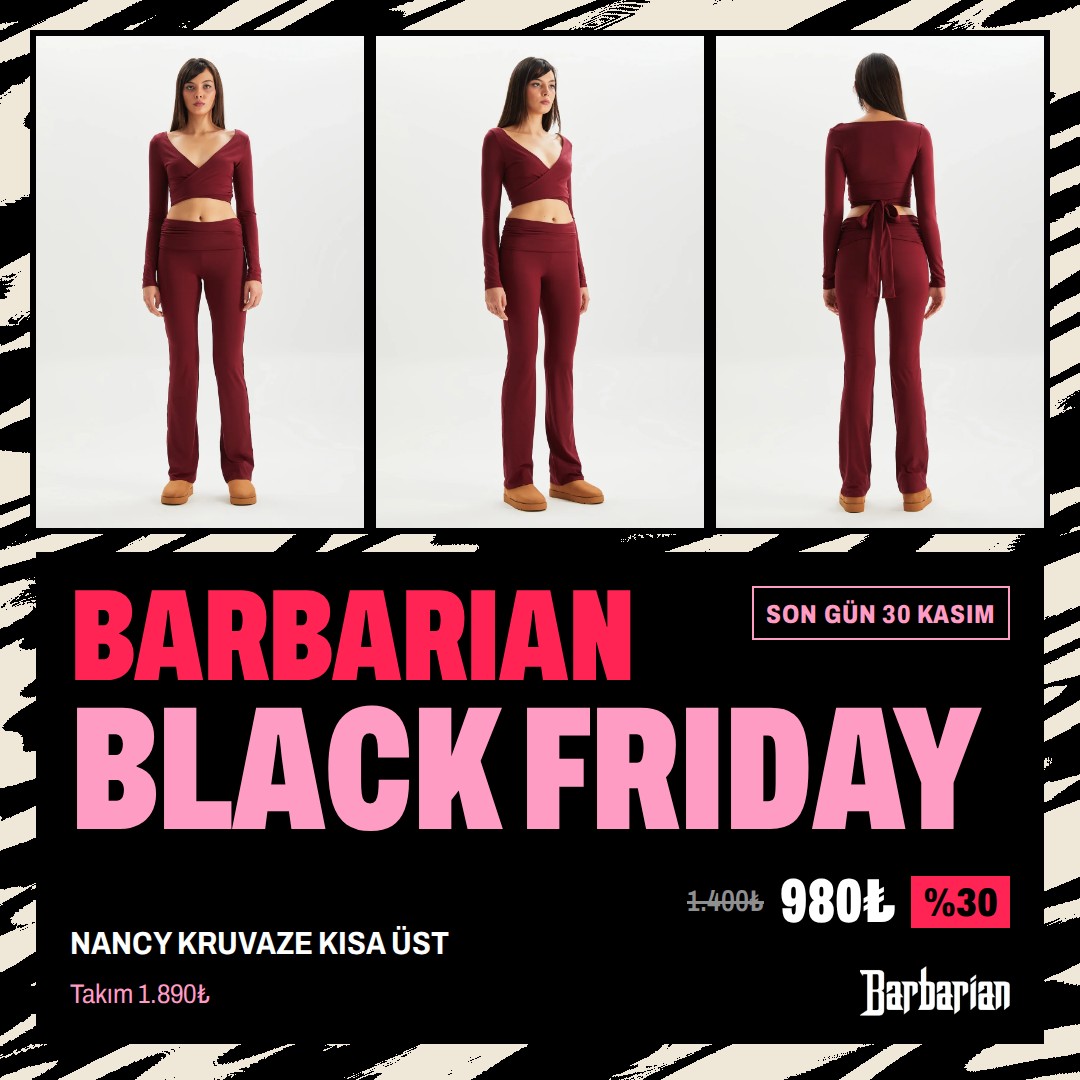 BARBARIAN
SON GÜN 30 KASIM
BLACK FRIDAY
1.400₺ 980₺ %30
NANCY KRUVAZE KISA ÜST
Takım 1.890₺
Barbarian